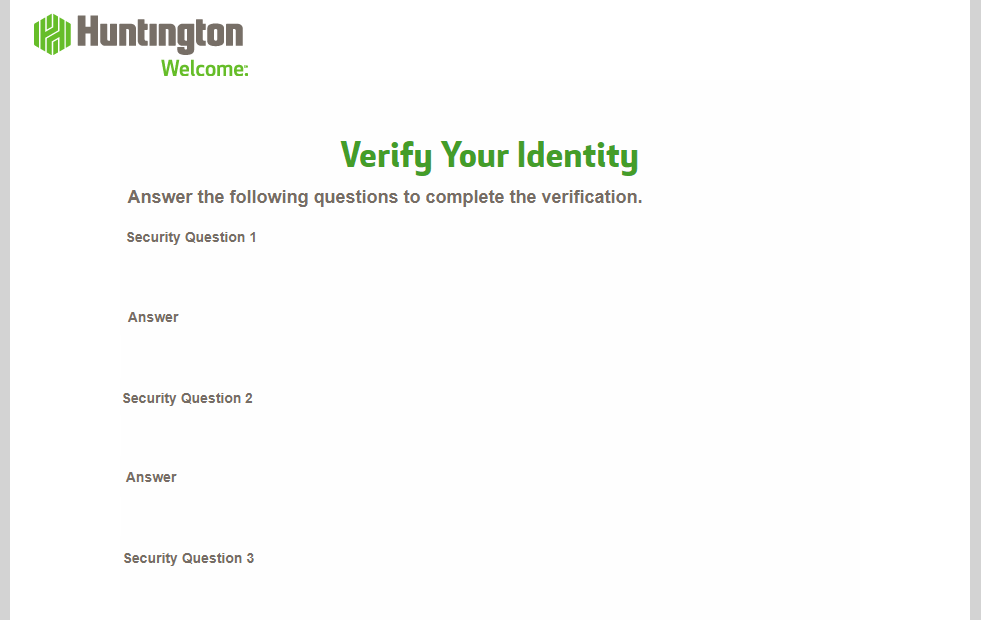 Huntington
Welcome.
Verify Your Identity
Answer the following questions to complete the verification.
Security Question 1
Answer
Security Question 2
Answer
Security Question 3